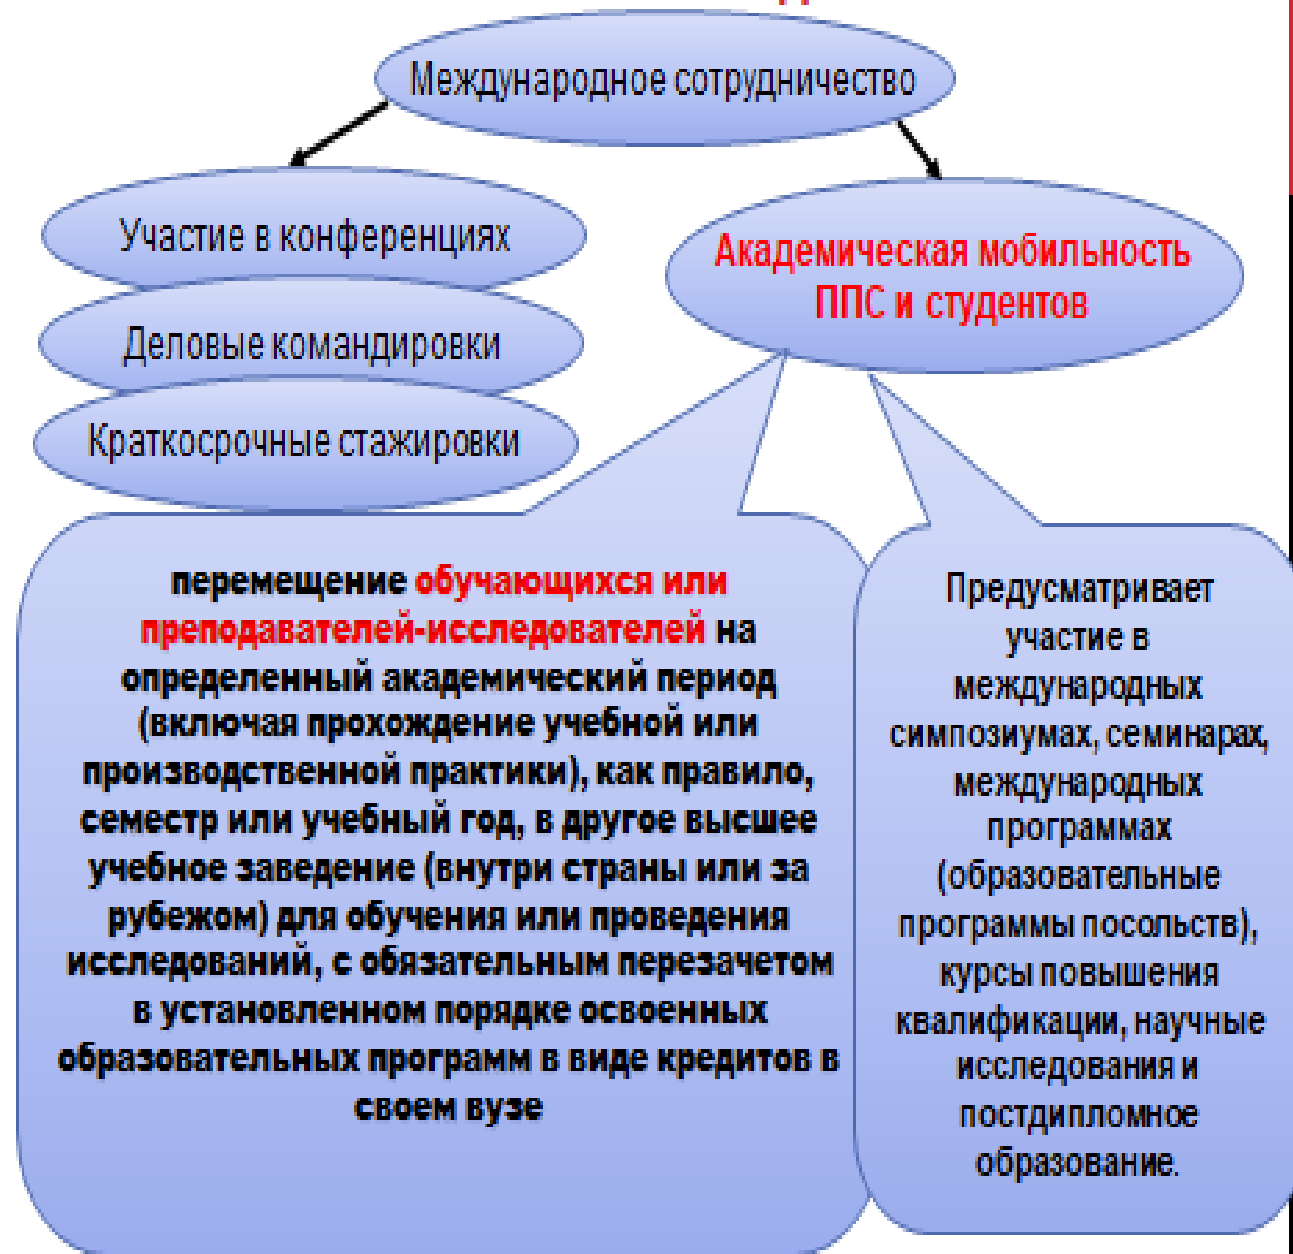 Международное сотрудничество
Участие в конференциях
Деловые командировки
Краткосрочные стажировки
Академическая мобильность
ППС и студентов
перемещение обучающихся или
преподавателей-исследователей на
определенный академический период
(включая прохождение учебной или
производственной практики), как правило,
семестр или учебный год, в другое высшее
учебное заведение (внутри страны или за
рубежом) для обучения или проведения
исследований, с обязательным перезачетом
в установленном порядке освоенных
образовательных программ в виде кредитов в
своем вузе
Предусматривает
участие в
международных
симпозиумах, семинарах,
международных
программах
(образовательные
программы посольств),
курсы повышения
квалификации, научные
исследования и
постдипломное
образование.